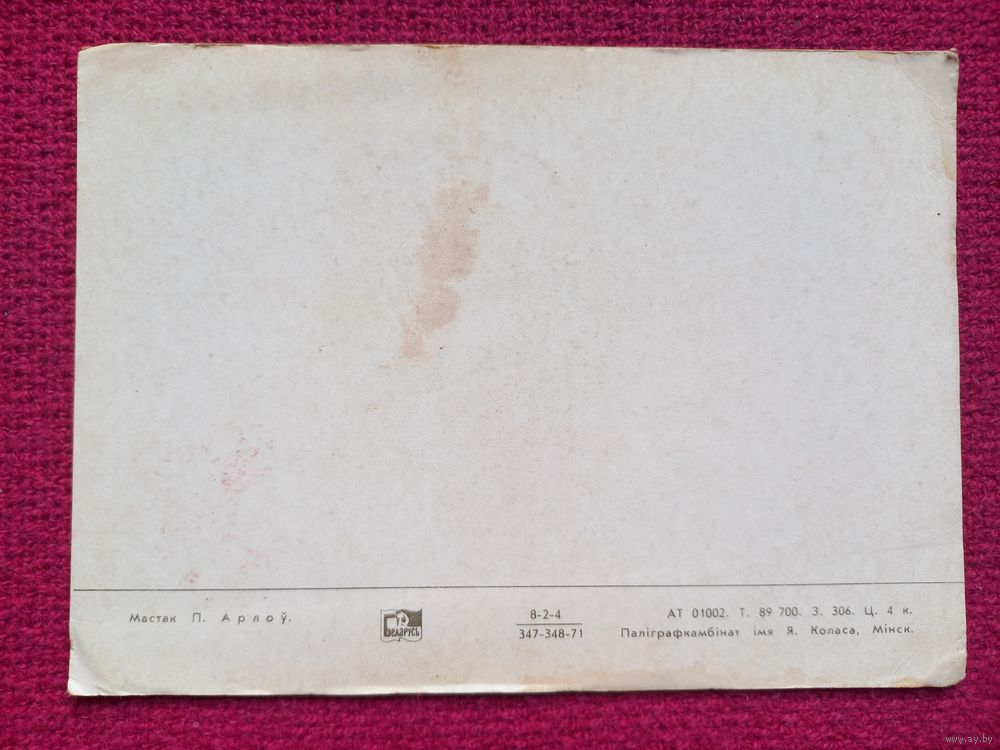 Мастак П. Арлоў.
БЕЛАРУСЬ
8-2-4
347-348-71
АТ 01002. Т. 89 700. З. 306. Ц. 4 к.
Паліграфкамбінат імя Я. Коласа, Мінск.
www.ay.by